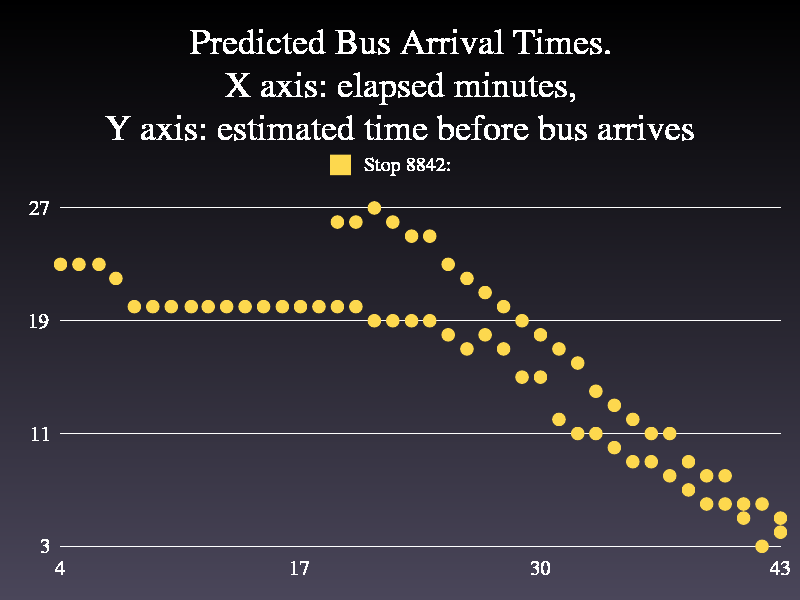 Predicted Bus Arrival Times.
X axis: elapsed minutes,
Y axis: estimated time before bus arrives
Stop 8842:
27
19
11
3
4 17 30 43